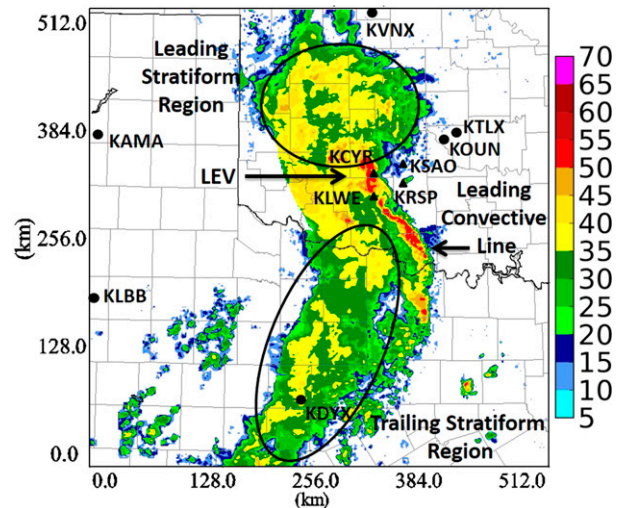 512.0
KVNX
Leading
Stratiform
Region
70
65
60
55
50
45
40
35
30
25
20
15
10
5
384.0
KAMA
KTLX
KOUN
KCYR
KSAO
LEV
KLWE
KRSP
Leading
Convective
Line
(km)
256.0
KLBB
128.0
KDYX
Trailing Stratiform
Region
0.0
0.0
128.0
256.0
384.0
512.0
(km)